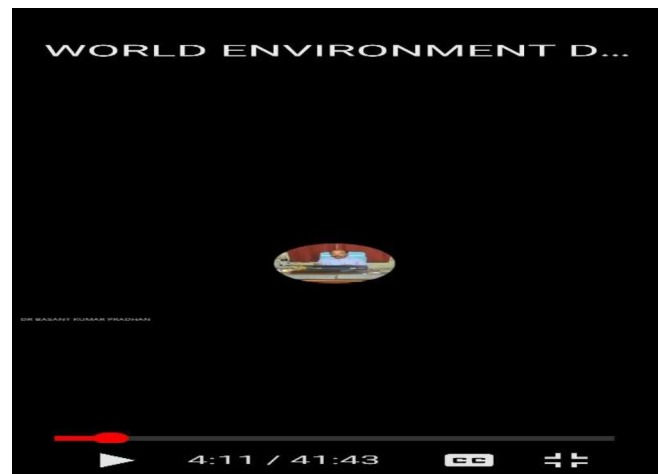 WORLD ENVIRONMENT D...
DR BASANT KUMAR PRADHAN
4:11 / 41:43
CC